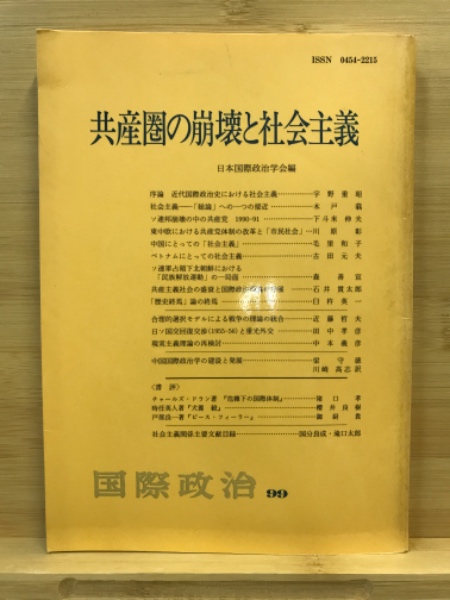 ISSN 0454-2215
共産圏の崩壊と社会主義
日本国際政治学会編
序論 近代国際政治史における社会主義…………宇野重昭
社会主義――「総論」への一つの接近…………木戸蓊
ソ連邦崩壊の中の共産党 1990-91…………下斗米伸夫
東中欧における共産党体制の改革と「市民社会」…川原彰
中国にとっての「社会主義」…………毛里和子
ベトナムにとっての社会主義…………古田元夫
ソ連軍占領下北朝鮮における
「民族解放運動」の一局面…………森善宣
共産主義社会の盛衰と国際政治…石井貫太郎
「歴史終焉」論の終焉…………臼杵英一
合理的選択モデルによる戦争の理論の統合…………近藤哲夫
日ソ国交回復交渉(1955-56)と重光外交…………田中孝彦
現実主義理論の再検討…………中本義彦
中国国際政治学の建設と発展…………梁守徳
川崎高志訳
〈書評〉
チャールズ・ドラン著『危機下の国際体制』…………孝
時任英人著『犬養毅』…………櫻井良樹
戸部良一著『ピース・フィーラー』…………貴
社会主義関係主要文献目録…………国分良成・滝口太郎
国際政治 99